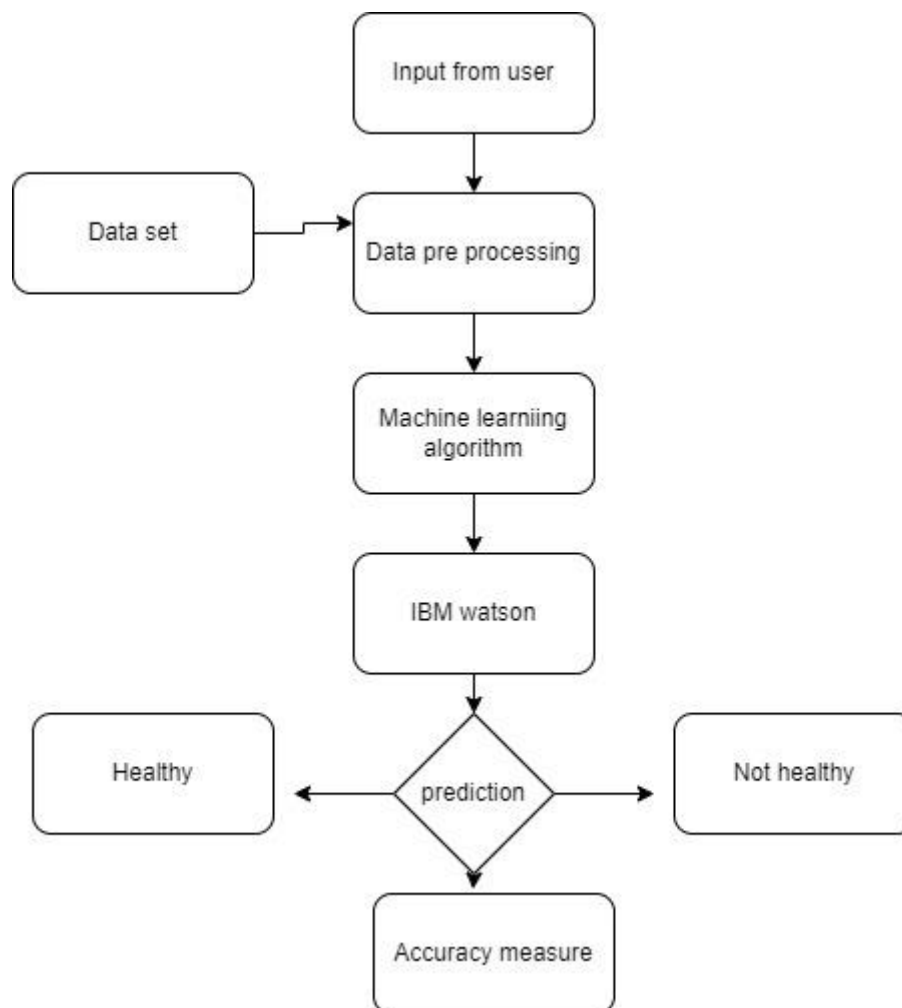 Input from user
Data set
Data pre processing
Machine learniing
algorithm
IBM watson
Healthy
prediction
Not healthy
Accuracy measure